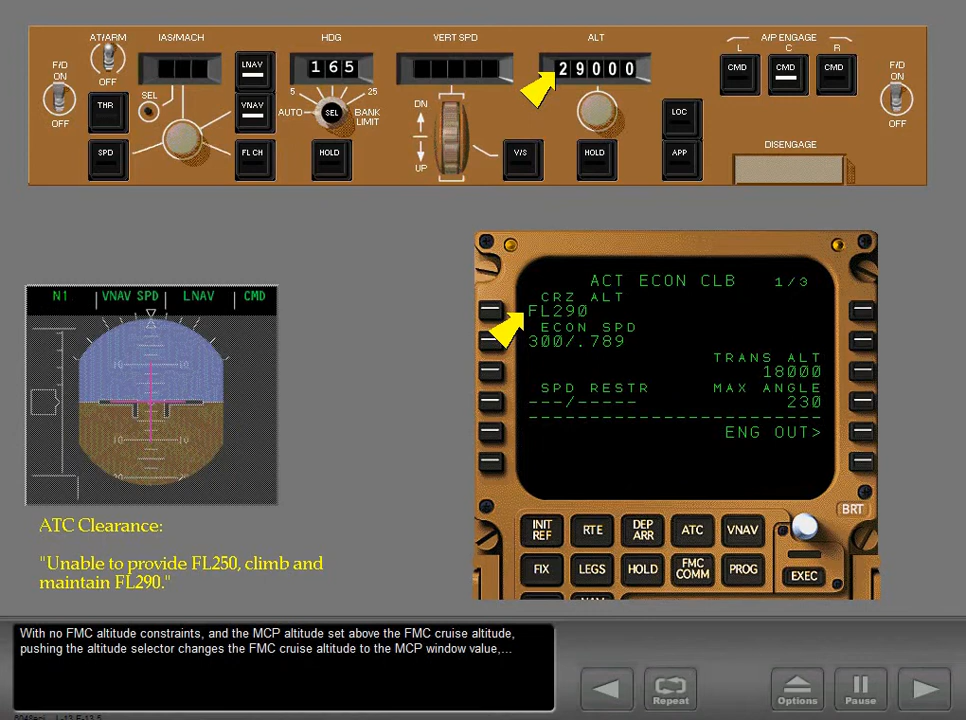 AT/ARM IAS/MACH HDG VERT SPD ALT A/P ENGAGE
L C R
F/D
ON
OFF
OFF
LNAV
165
29000
CMD CMD CMD
F/D
ON
OFF
SEL
5 25
THR
VNAV
AUTO
SEL
BANK
LIMIT
DN
UP
LOC
SPD
FL CH
HOLD
V/S
HOLD
APP
DISENGAGE
N1 VNAV SPD LNAV CMD
10 10
10 10
20 20
ACT ECON CLB 1/3
CRZ ALT
FL290
ECON SPD
300/.789
TRANS ALT
18000
SPD RESTR MAX ANGLE
---/----- 230
--------------------------------
ENG OUT>
BRT
INIT
REF
RTE
DEP
ARR
ATC
VNAV
FIX
LEGS
HOLD
FMC
COMM
PROG
EXEC
ATC Clearance:
"Unable to provide FL250, climb and
maintain FL290."
With no FMC altitude constraints, and the MCP altitude set above the FMC cruise altitude,
pushing the altitude selector changes the FMC cruise altitude to the MCP window value,...
Repeat
Options
Pause